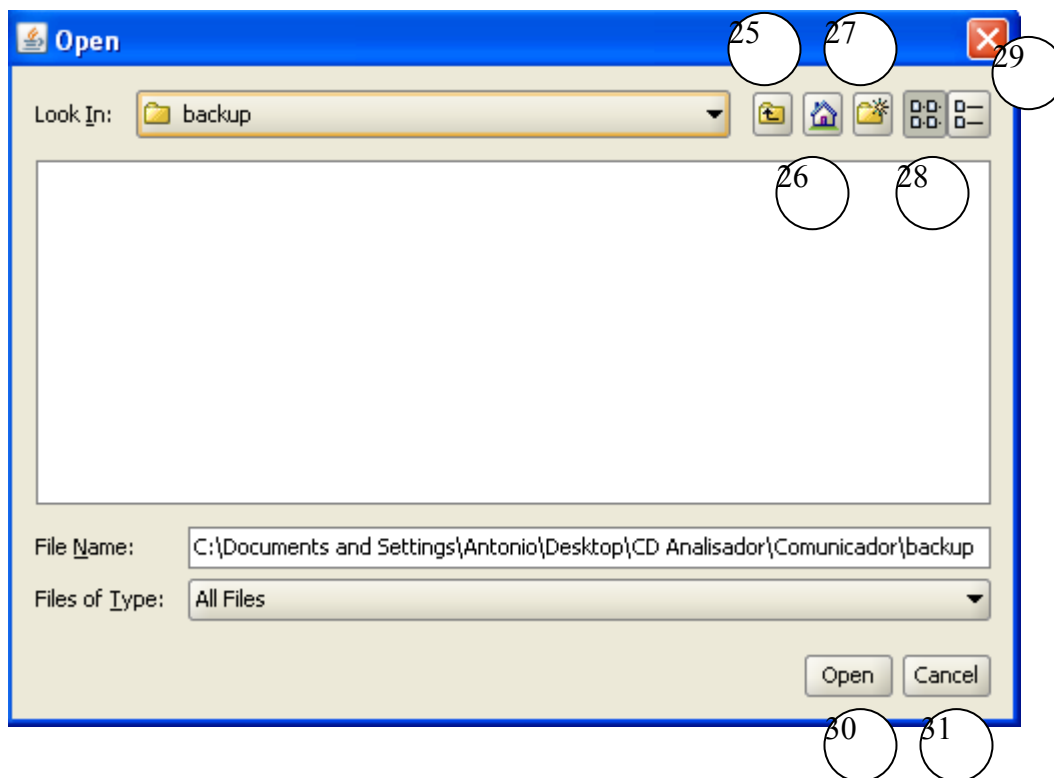 Open
25
27
29
Look In:
backup
26
28
File Name:
C:\Documents and Settings\Antonio\Desktop\CD Analisador\Comunicador\backup
Files of Type:
All Files
Open
Cancel
30
31